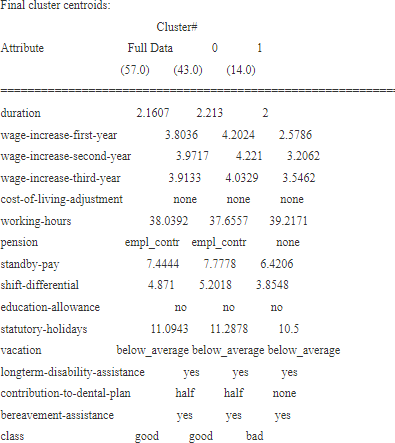 Final cluster centroids:
Cluster#
Attribute Full Data 0 1
(57.0) (43.0) (14.0)
==================================================================
duration 2.1607 2.213 2
wage-increase-first-year 3.8036 4.2024 2.5786
wage-increase-second-year 3.9717 4.221 3.2062
wage-increase-third-year 3.9133 4.0329 3.5462
cost-of-living-adjustment none none none
working-hours 38.0392 37.6557 39.2171
pension empl_contr empl_contr none
standby-pay 7.4444 7.7778 6.4206
shift-differential 4.871 5.2018 3.8548
education-allowance no no no
statutory-holidays 11.0943 11.2878 10.5
vacation below_average below_average below_average
longterm-disability-assistance yes yes yes
contribution-to-dental-plan half half none
bereavement-assistance yes yes yes
class good good bad